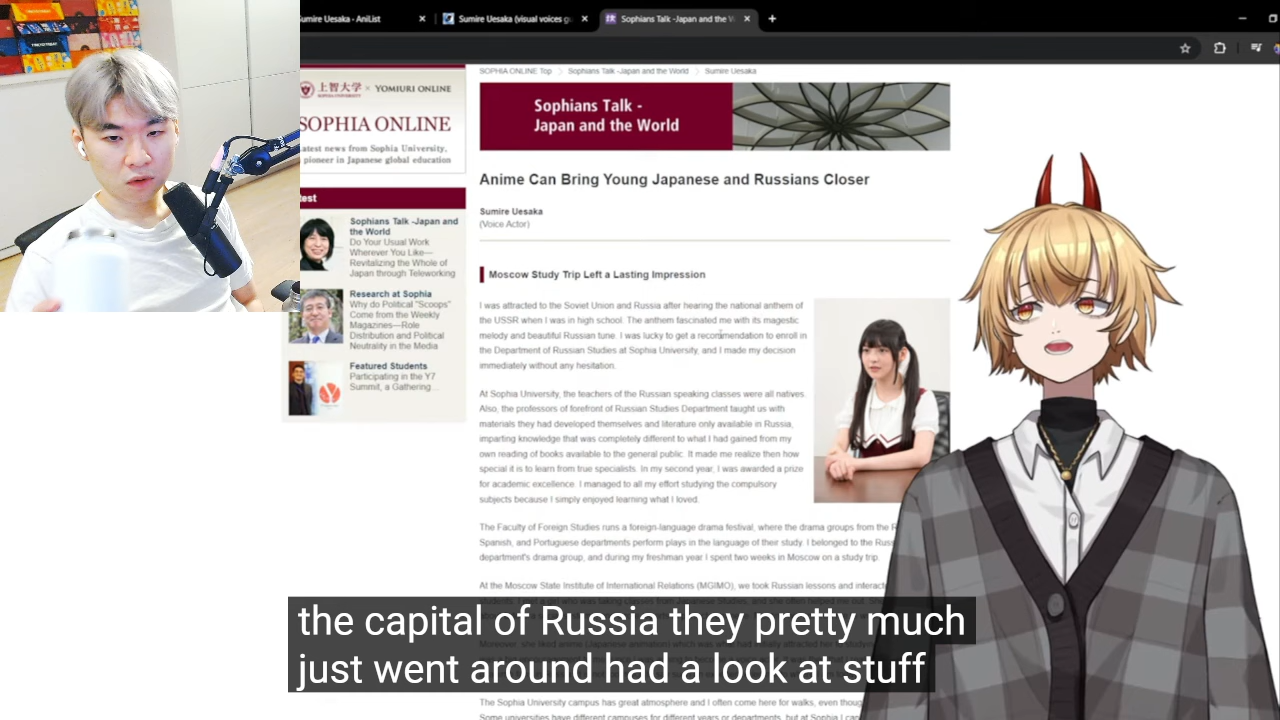 Sumire Uesaka - AniList
Sumire Uesaka (visual voices gu
Sophians Talk -Japan and the W
SOPHIA ONLINE Top
Sophians Talk -Japan and the World
Sumire Uesaka
上智大学 × YOMIURI ONLINE
SOPHIA UNIVERSITY
SOPHIA ONLINE
atest news from Sophia University,
pioneer in Japanese global education
test
Sophians Talk -Japan and
the World
Do Your Usual Work
Wherever You Like—
Revitalizing the Whole of
Japan through Teleworking
Research at Sophia
Why do Political "Scoops"
Come from the Weekly
Magazines—Role
Distribution and Political
Neutrality in the Media
Featured Students
Participating in the Y7
Summit, a Gathering...
Sophians Talk -
Japan and the World
Anime Can Bring Young Japanese and Russians Closer
Sumire Uesaka
(Voice Actor)
Moscow Study Trip Left a Lasting Impression
I was attracted to the Soviet Union and Russia after hearing the national anthem of
the USSR when I was in high school. The anthem fascinated me with its magestic
melody and beautiful Russian tune. I was lucky to get a recommendation to enroll in
the Department of Russian Studies at Sophia University, and I made my decision
immediately without any hesitation.
At Sophia University, the teachers of the Russian speaking classes were all natives.
Also, the professors of forefront of Russian Studies Department taught us with
materials they had developed themselves and literature only available in Russia,
imparting knowledge that was completely different to what I had gained from my
own reading of books available to the general public. It made me realize then how
special it is to learn from true specialists. In my second year, I was awarded a prize
for academic excellence. I managed to all my effort studying the compulsory
subjects because I simply enjoyed learning what I loved.
The Faculty of Foreign Studies runs a foreign-language drama festival, where the drama groups from the R
Spanish, and Portuguese departments perform plays in the language of their study. I belonged to the Rus
department's drama group, and during my freshman year I spent two weeks in Moscow on a study trip.
At the Moscow State Institute of International Relations (MGIMO), we took Russian lessons and interact
the capital of Russia they pretty much
just went around had a look at stuff
The Sophia University campus has great atmosphere and I often come here for walks, even thoug
Some universities have different campuses for different years or departments, but at Sophia I can